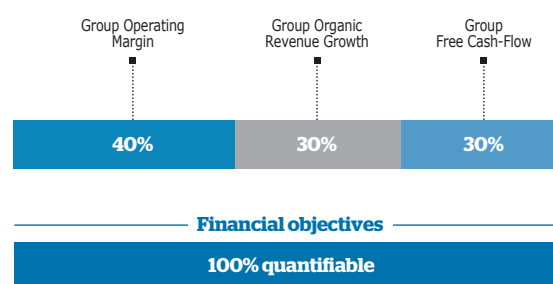 Group Operating
Margin
Group Organic
Revenue Growth
Group
Free Cash-Flow
40%
30%
30%
Financial objectives
100% quantifiable